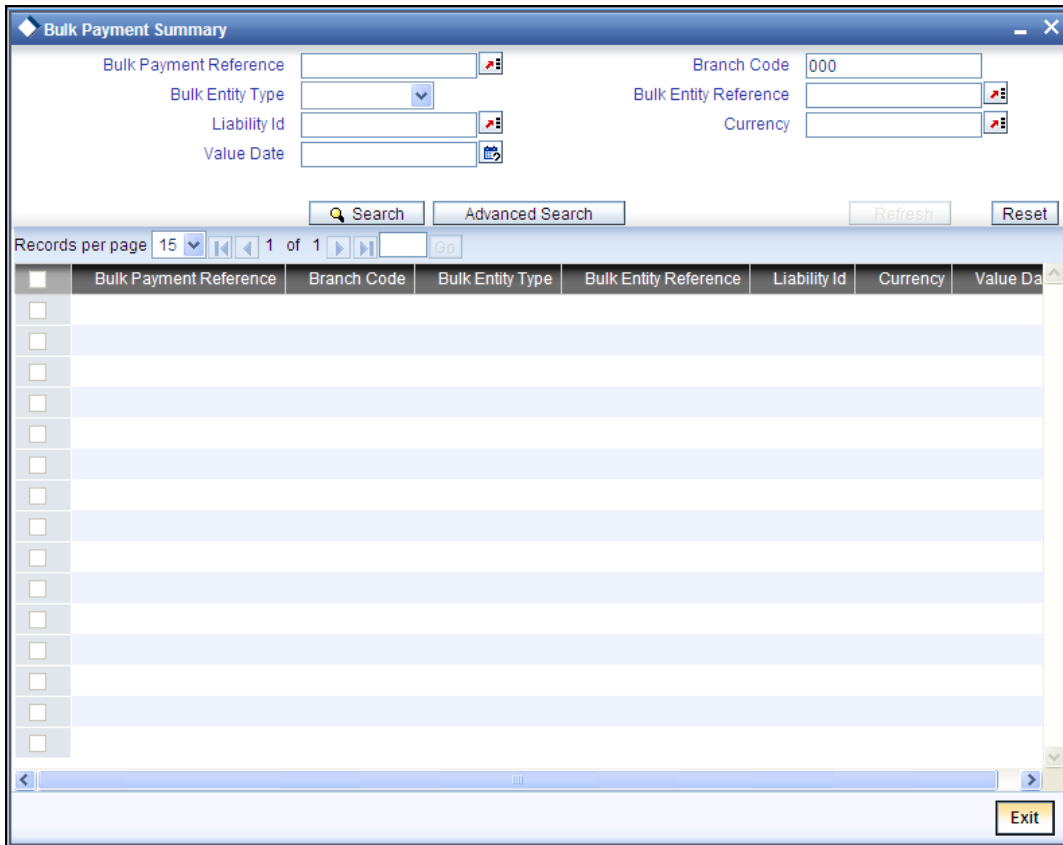 Bulk Payment Summary
Bulk Payment Reference
Branch Code 000
Bulk Entity Type
Bulk Entity Reference
Liability Id
Currency
Value Date
Search Advanced Search Refresh Reset
Records per page 15 1 of 1 Go
Bulk Payment Reference Branch Code Bulk Entity Type Bulk Entity Reference Liability Id Currency Value Da
Exit